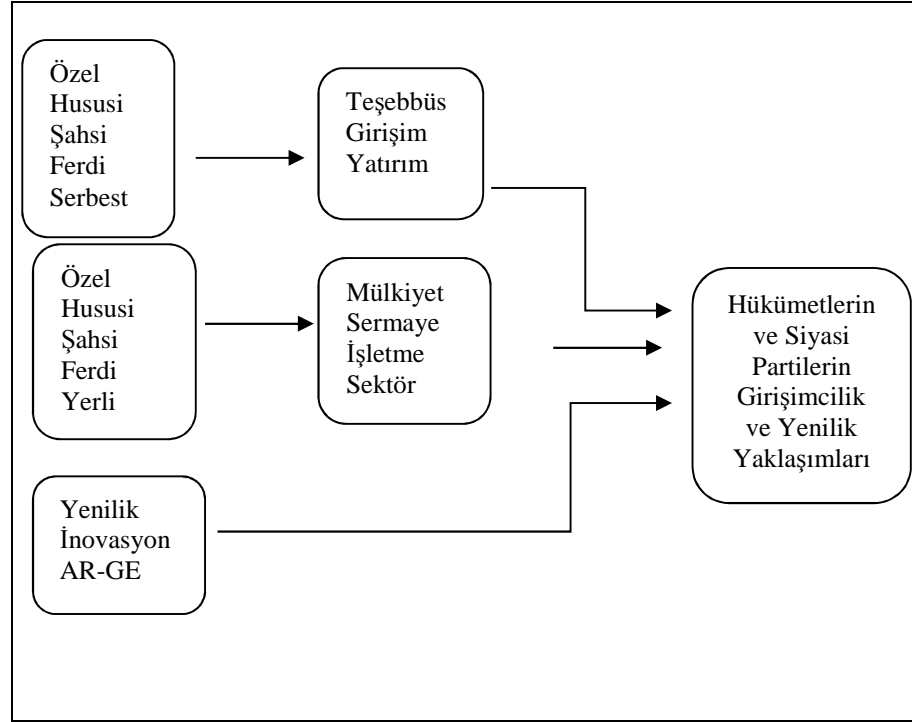 Özel
Hususi
Şahsi
Ferdi
Serbest
Teşebbüs
Girişim
Yatırım
Özel
Hususi
Şahsi
Ferdi
Yerli
Mülkiyet
Sermaye
İşletme
Sektör
Hükümetlerin
ve Siyasi
Partilerin
Girişimcilik
ve Yenilik
Yaklaşımları
Yenilik
İnovasyon
AR-GE